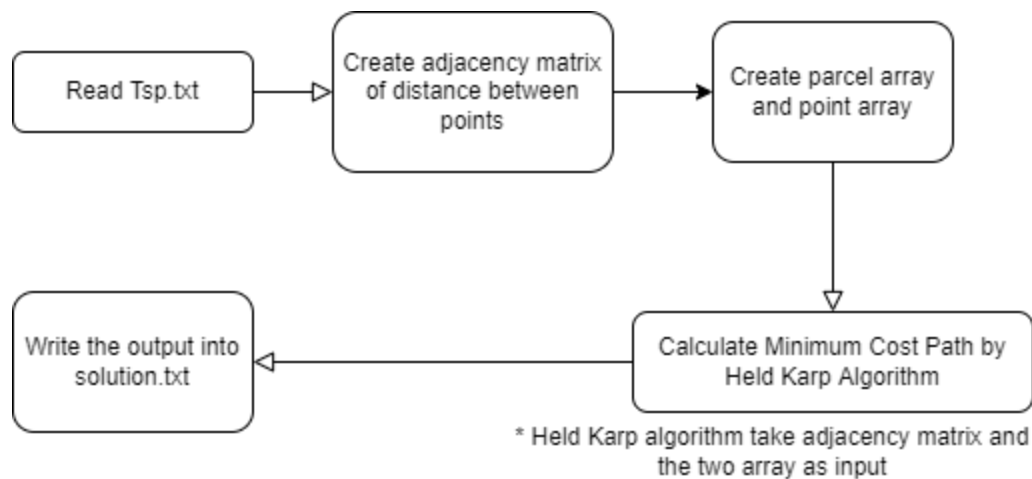 Read Tsp.txt
Create adjacency matrix
of distance between
points
Create parcel array
and point array
Write the output into
solution.txt
Calculate Minimum Cost Path by
Held Karp Algorithm
* Held Karp algorithm take adjacency matrix and
the two array as input